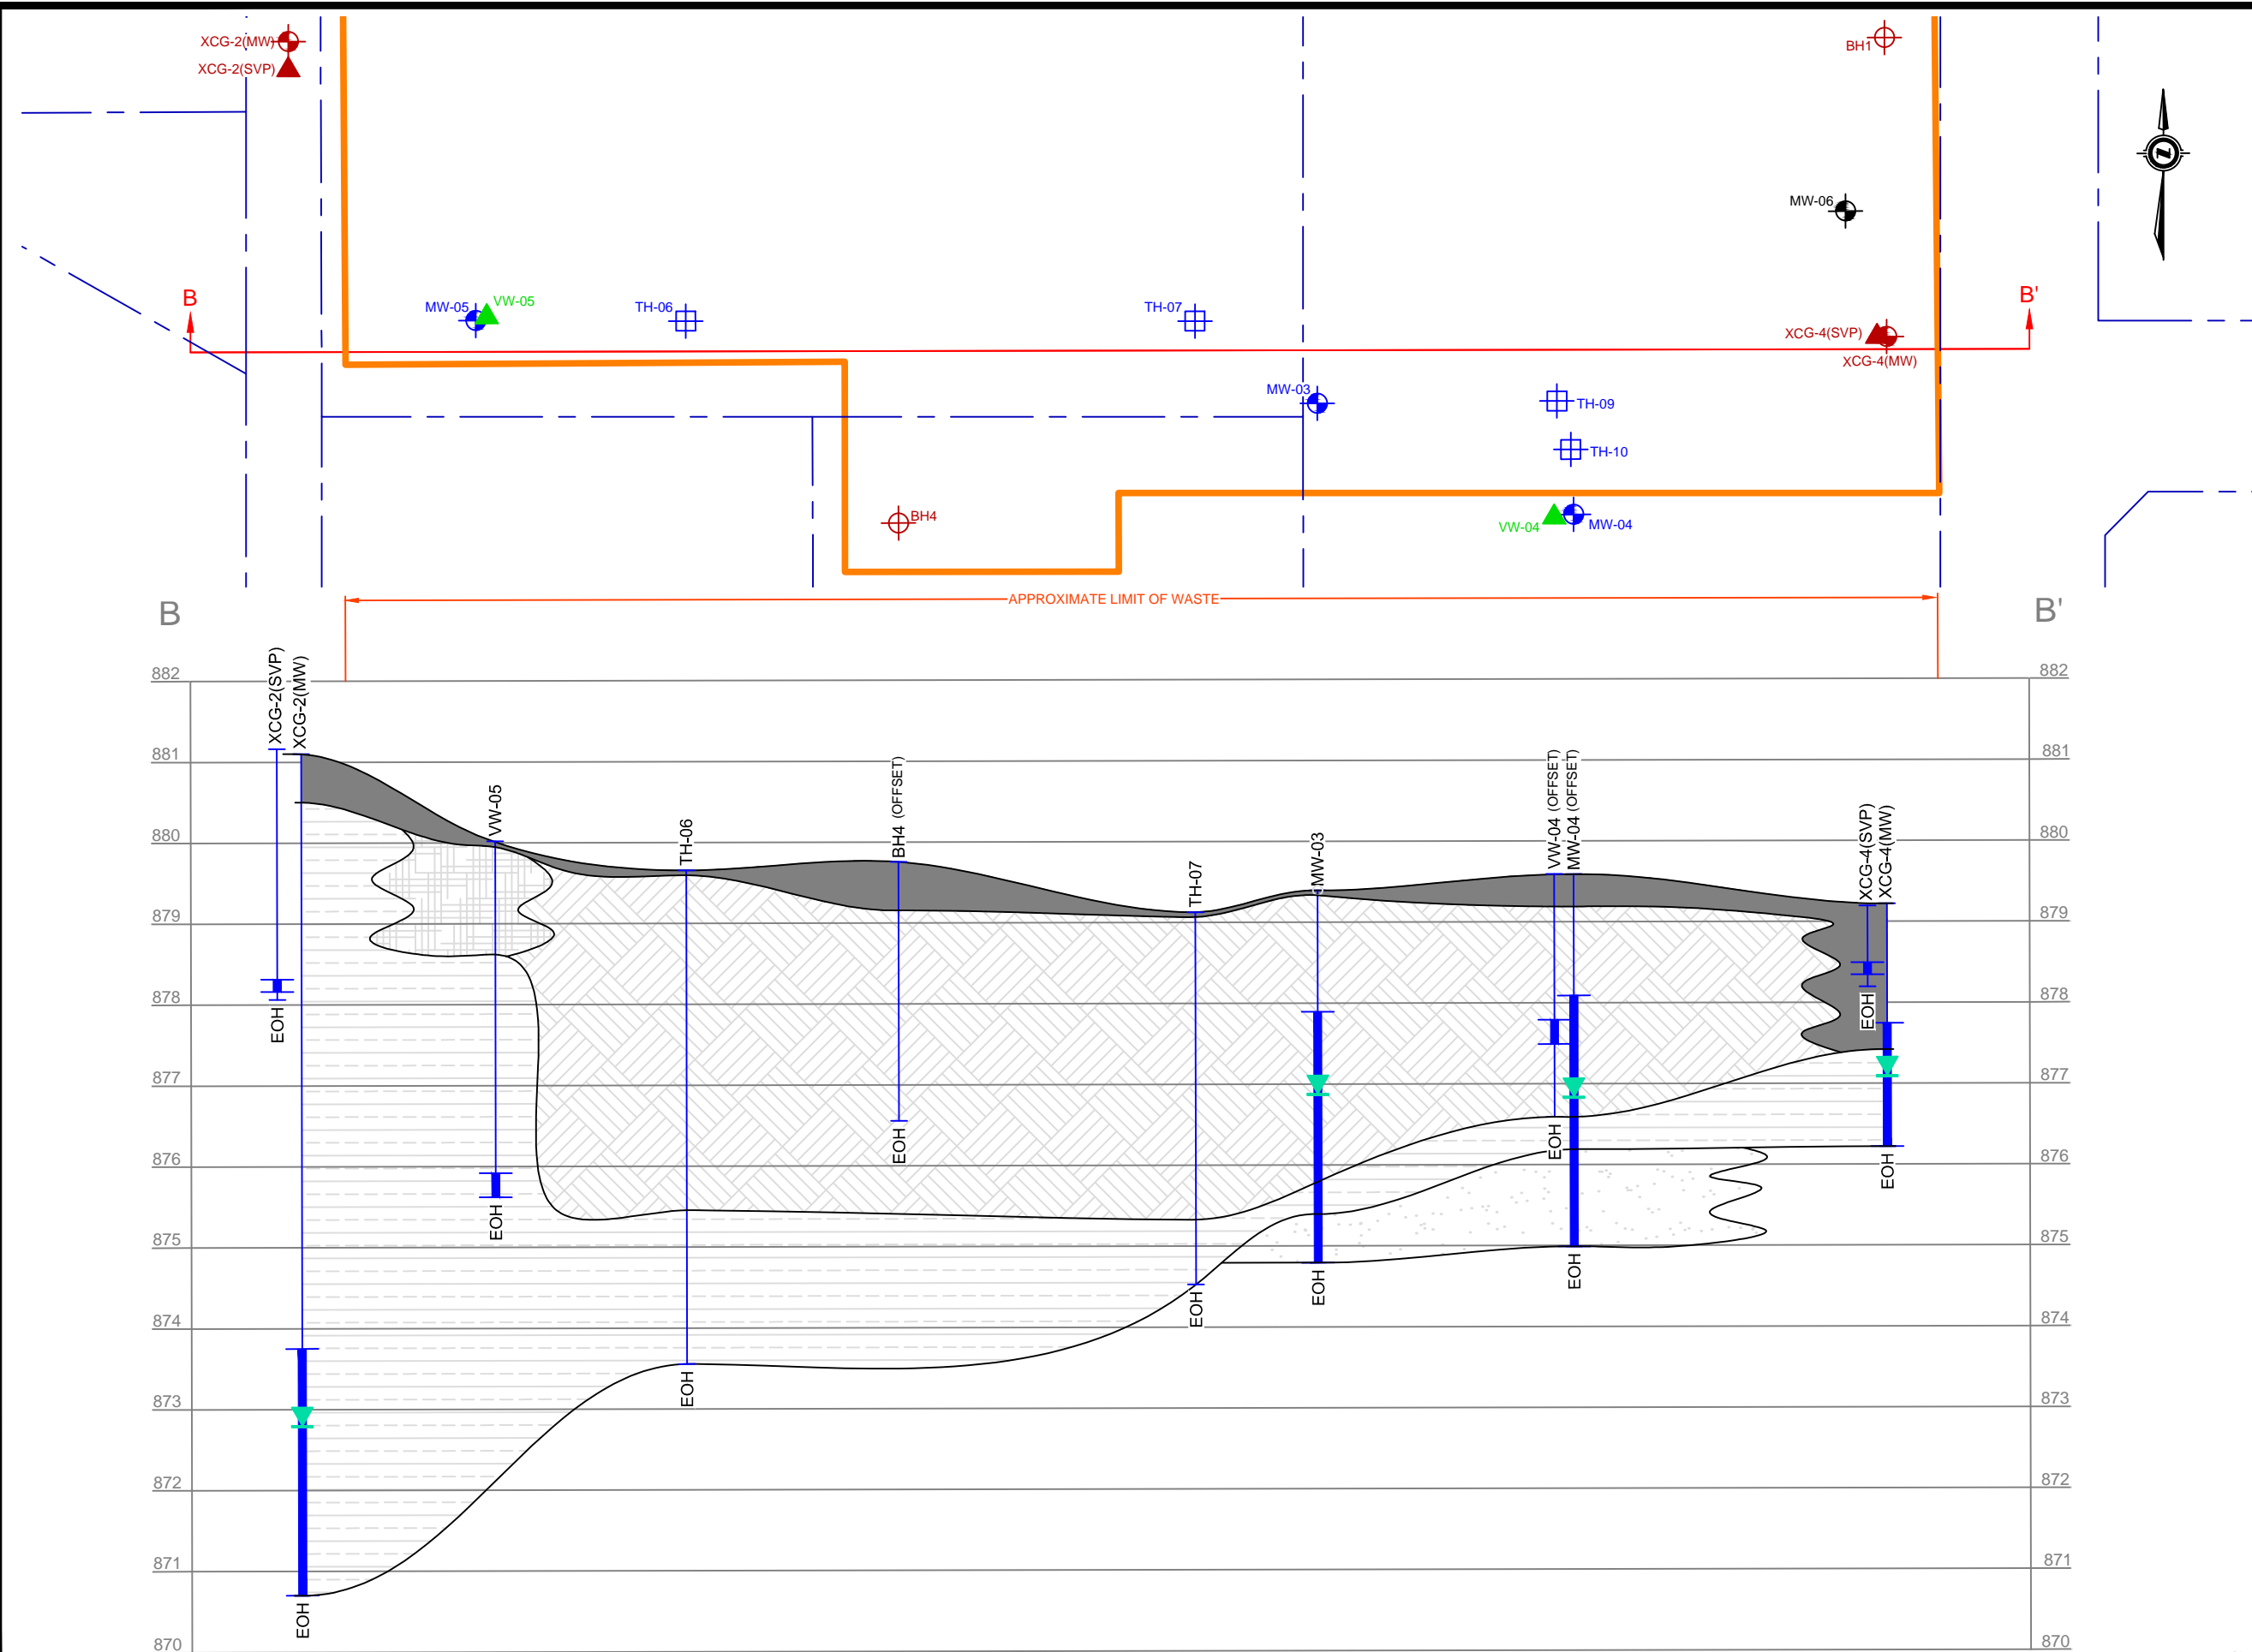 XCG-2(MW)
XCG-2(SVP)
BH1
MW-06
B
B'
MW-05
VW-05
TH-06
TH-07
XCG-4(SVP)
XCG-4(MW)
MW-03
TH-09
TH-10
BH4
VW-04
MW-04
APPROXIMATE LIMIT OF WASTE
B
B'
XCG-2(SVP)
XCG-2(MW)
VW-05
TH-06
BH4 (OFFSET)
TH-07
MW-03
VW-04 (OFFSET)
MW-04 (OFFSET)
XCG-4(SVP)
XCG-4(MW)
882
882
881
881
880
880
879
879
878
878
EOH
EOH
877
877
876
876
EOH
EOH
EOH
EOH
875
875
EOH
EOH
EOH
874
874
EOH
873
873
872
872
871
871
EOH
870
870